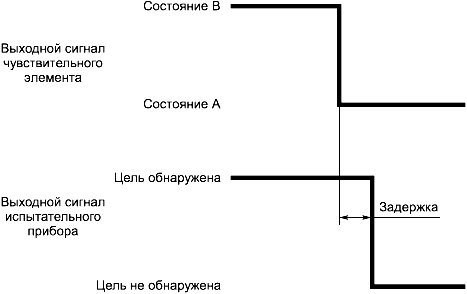 Состояние В
Выходной сигнал
чувствительного
элемента
Состояние А
Цель обнаружена
Выходной сигнал
испытательного
прибора
Задержка
Цель не обнаружена